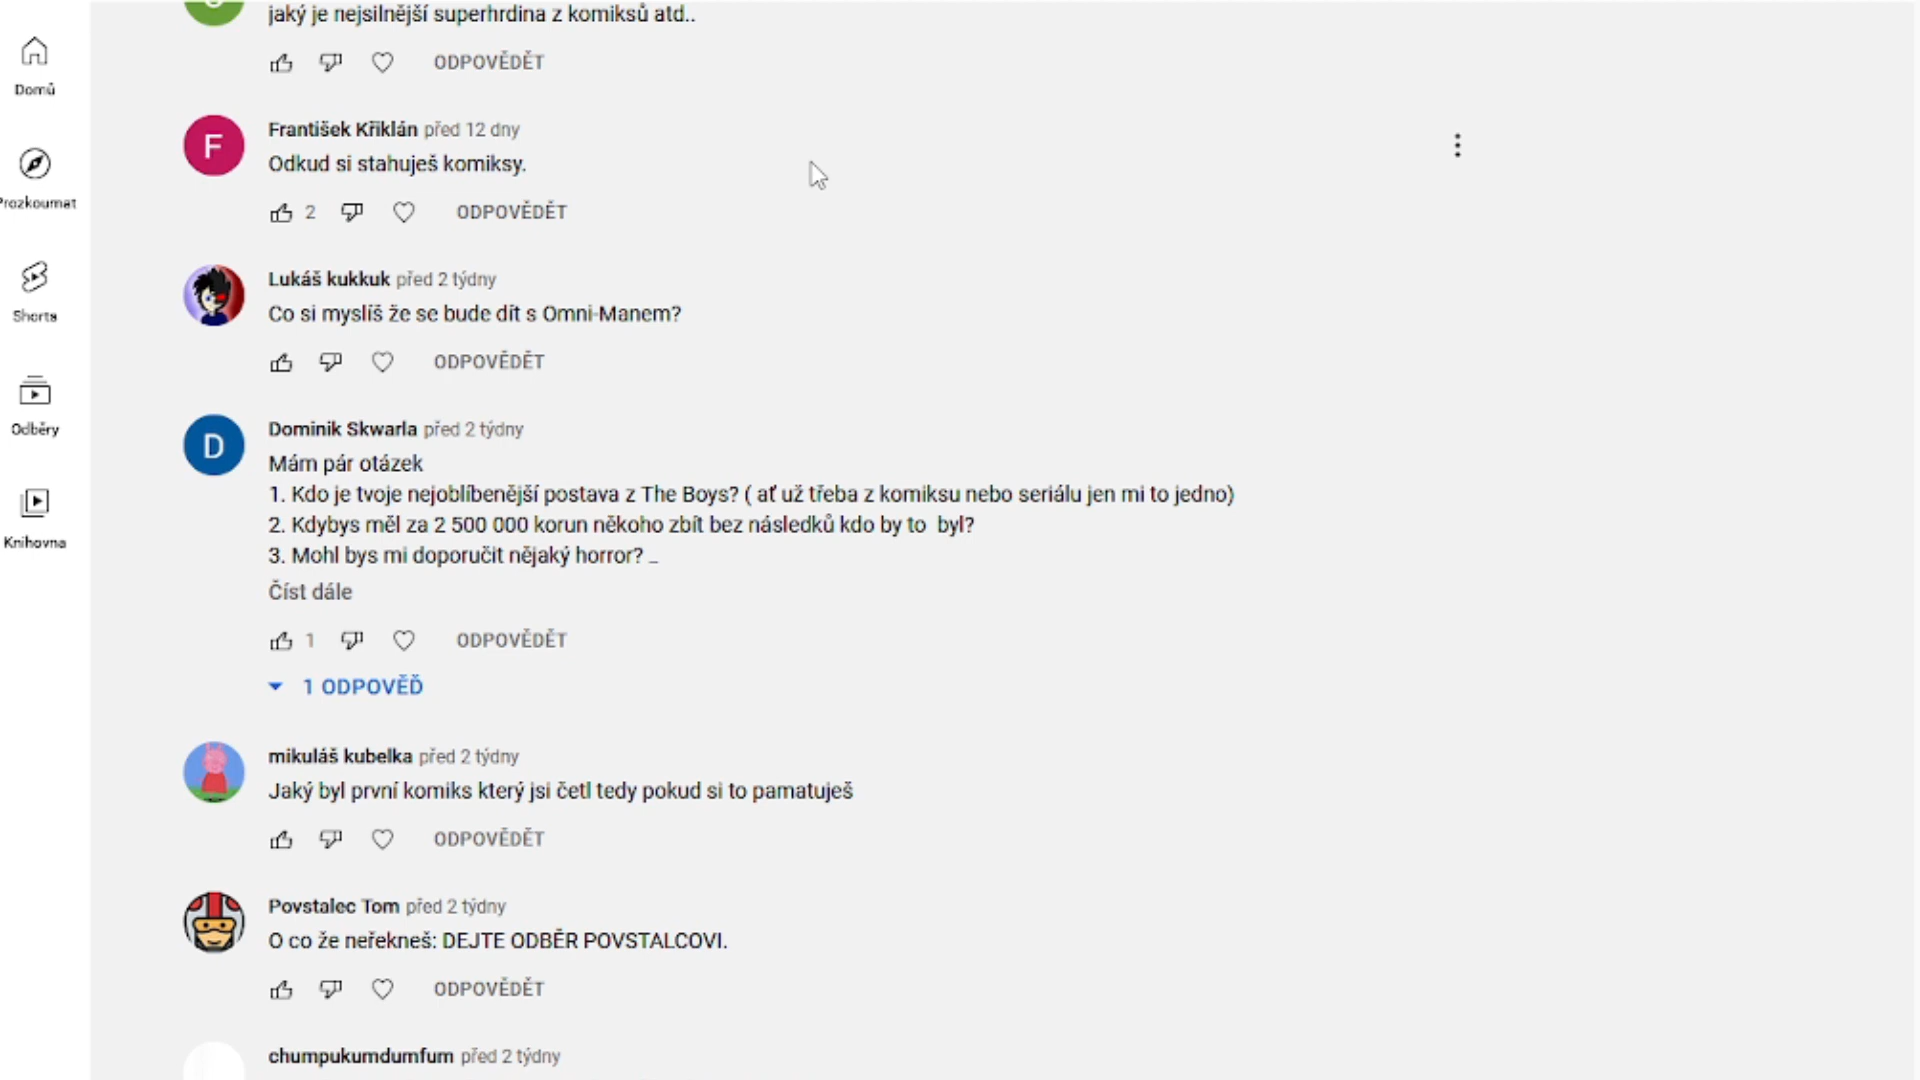 jaký je nejsilnější superhrdina z komiksů atd..
ODPOVĚDĚT
Domů
F
František Křiklán před 12 dny
Odkud si stahuješ komiksy.
2 ODPOVĚDĚT
Prozkoumat
Lukáš kukkuk před 2 týdny
Co si myslíš že se bude dít s Omni-Manem?
Shorts
ODPOVĚDĚT
Odběry
D
Dominik Skwarla před 2 týdny
Mám pár otázek
1. Kdo je tvoje nejoblíbenější postava z The Boys? ( ať už třeba z komiksu nebo seriálu jen mi to jedno)
2. Kdybys měl za 2 500 000 korun někoho zbít bez následků kdo by to  byl?
3. Mohl bys mi doporučit nějaký horror? ...
Knihovna
Číst dále
1 ODPOVĚDĚT
1 ODPOVĚĎ
mikuláš kubelka před 2 týdny
Jaký byl první komiks který jsi četl tedy pokud si to pamatuješ
ODPOVĚDĚT
Povstalec Tom před 2 týdny
O co že neřekneš: DEJTE ODBĚR POVSTALCOVI.
ODPOVĚDĚT
chumpukumdumfum před 2 týdny